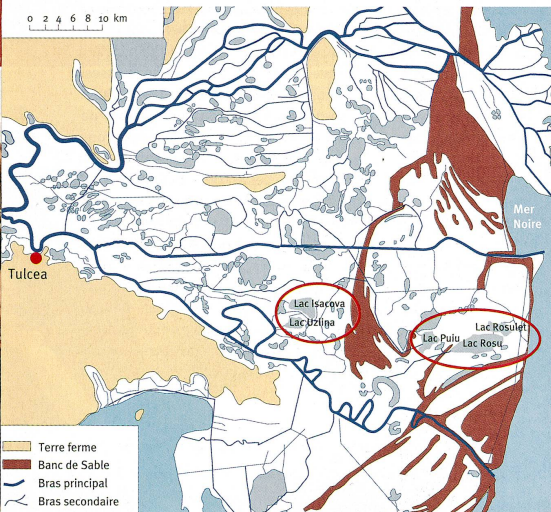 0 2 4 6 8 10 km
Mer
Noire
Tulcea
Lac Isacova
Lac Uzlina
Lac Rosulet
Lac Puiu
Lac Rosu
Terre ferme
Banc de Sable
Bras principal
Bras secondaire